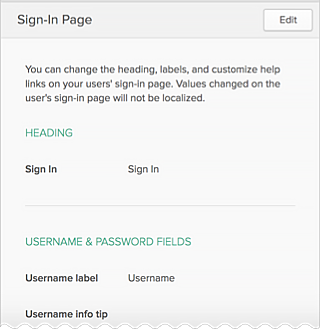 Sign-In Page
Edit
You can change the heading, labels, and customize help
links on your users' sign-in page. Values changed on the
user's sign-in page will not be localized.
HEADING
Sign In Sign In
USERNAME & PASSWORD FIELDS
Username label Username
Username info tip